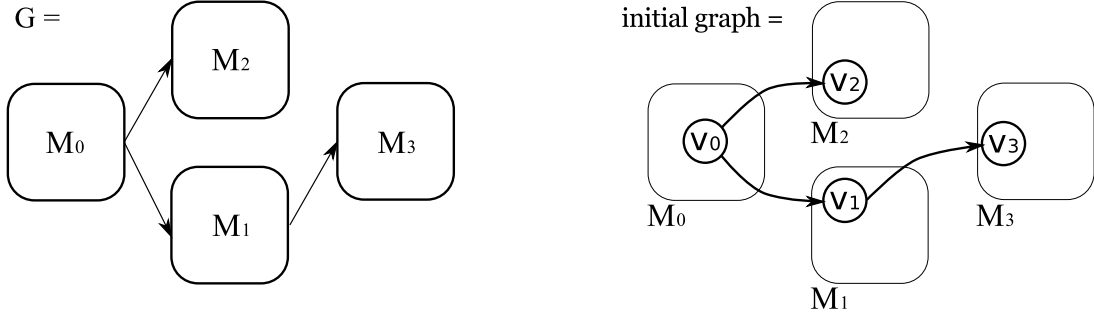 G =
M0
M2
M1
M3
initial graph =
V0
M0
V2
M2
V1
M1
V3
M3